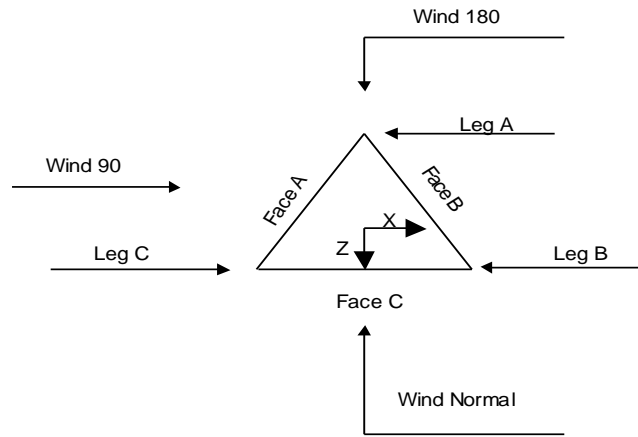 Wind 180
Leg A
Wind 90
Face A
Face B
X
Z
Leg C
Leg B
Face C
Wind Normal